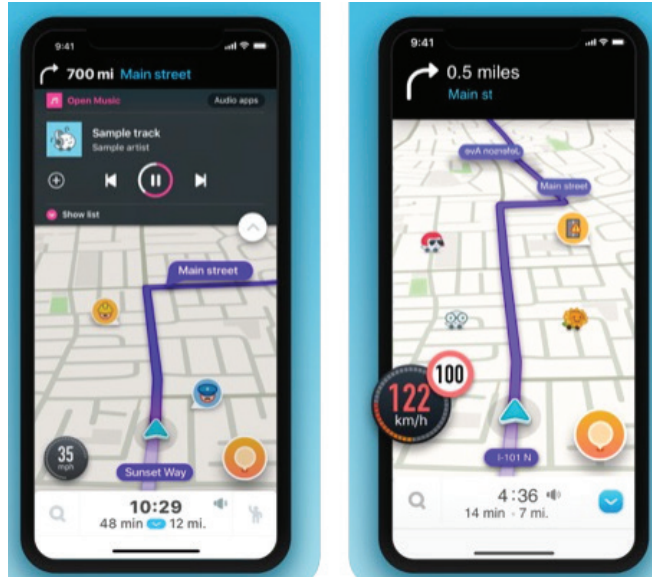 9:41
700 mi Main street
Open Music Audio apps
Sample track
Sample artist
Show list
Main street
35
mph
Sunset Way
10:29
48 min 12 mi.
9:41
0.5 miles
Main st
Main street
100
122
km/h
I-101 N
4:36
14 min · 7 mi.